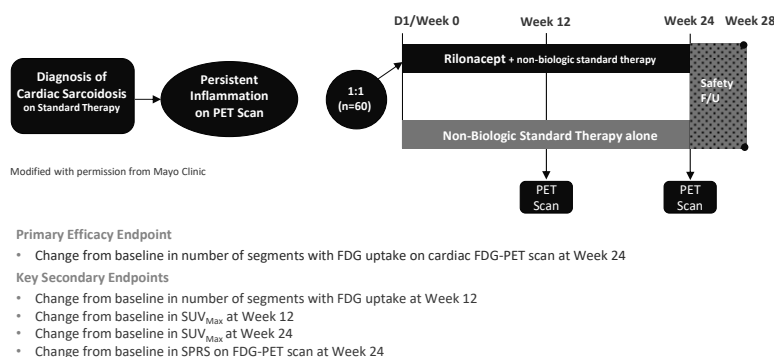 D1/Week 0 Week 12 Week 24 Week 28
Diagnosis of
Cardiac Sarcoidosis
on Standard Therapy
Persistent
Inflammation
on PET Scan
1:1
(n=60)
Rilonacept + non-biologic standard therapy
Safety
F/U
Non-Biologic Standard Therapy alone
Modified with permission from Mayo Clinic
PET
Scan
PET
Scan
Primary Efficacy Endpoint
• Change from baseline in number of segments with FDG uptake on cardiac FDG-PET scan at Week 24
Key Secondary Endpoints
• Change from baseline in number of segments with FDG uptake at Week 12
• Change from baseline in SUVMax at Week 12
• Change from baseline in SUVMax at Week 24
• Change from baseline in SPRS on FDG-PET scan at Week 24